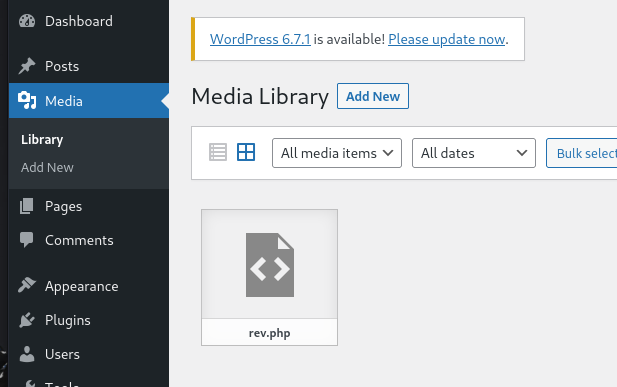 Dashboard
WordPress 6.7.1 is available! Please update now.
Posts
Media
Library
Add New
Pages
Comments
Appearance
Plugins
Users
Tools
Media Library
Add New
All media items
All dates
Bulk select
rev.php